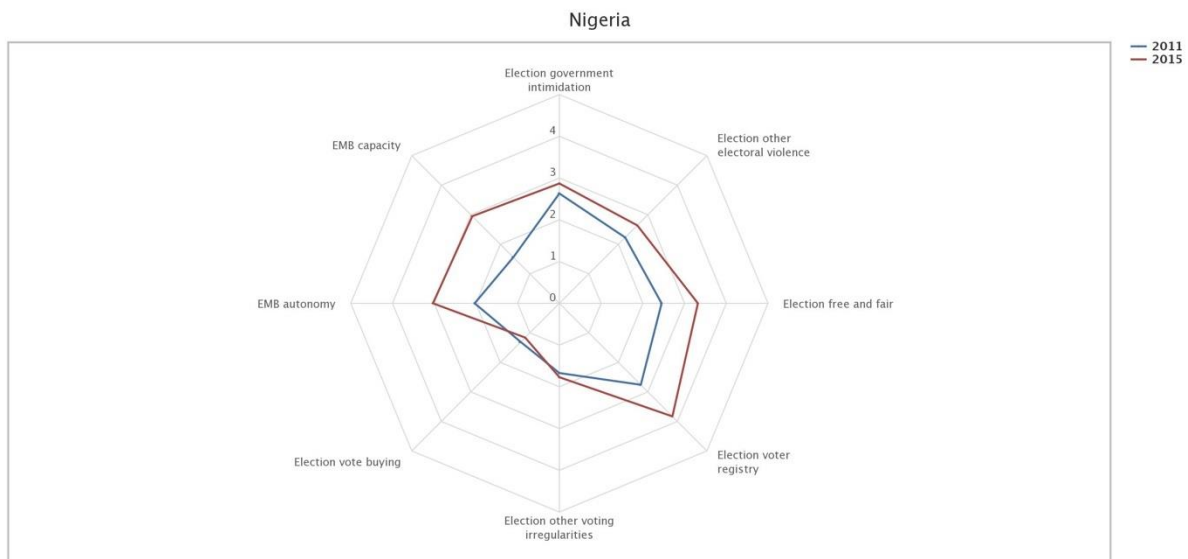 Nigeria
2011
2015
Election government
intimidation
Election other
electoral violence
Election free and fair
Election voter
registry
Election other voting
irregularities
Election vote buying
EMB autonomy
EMB capacity
4
3
2
1
0